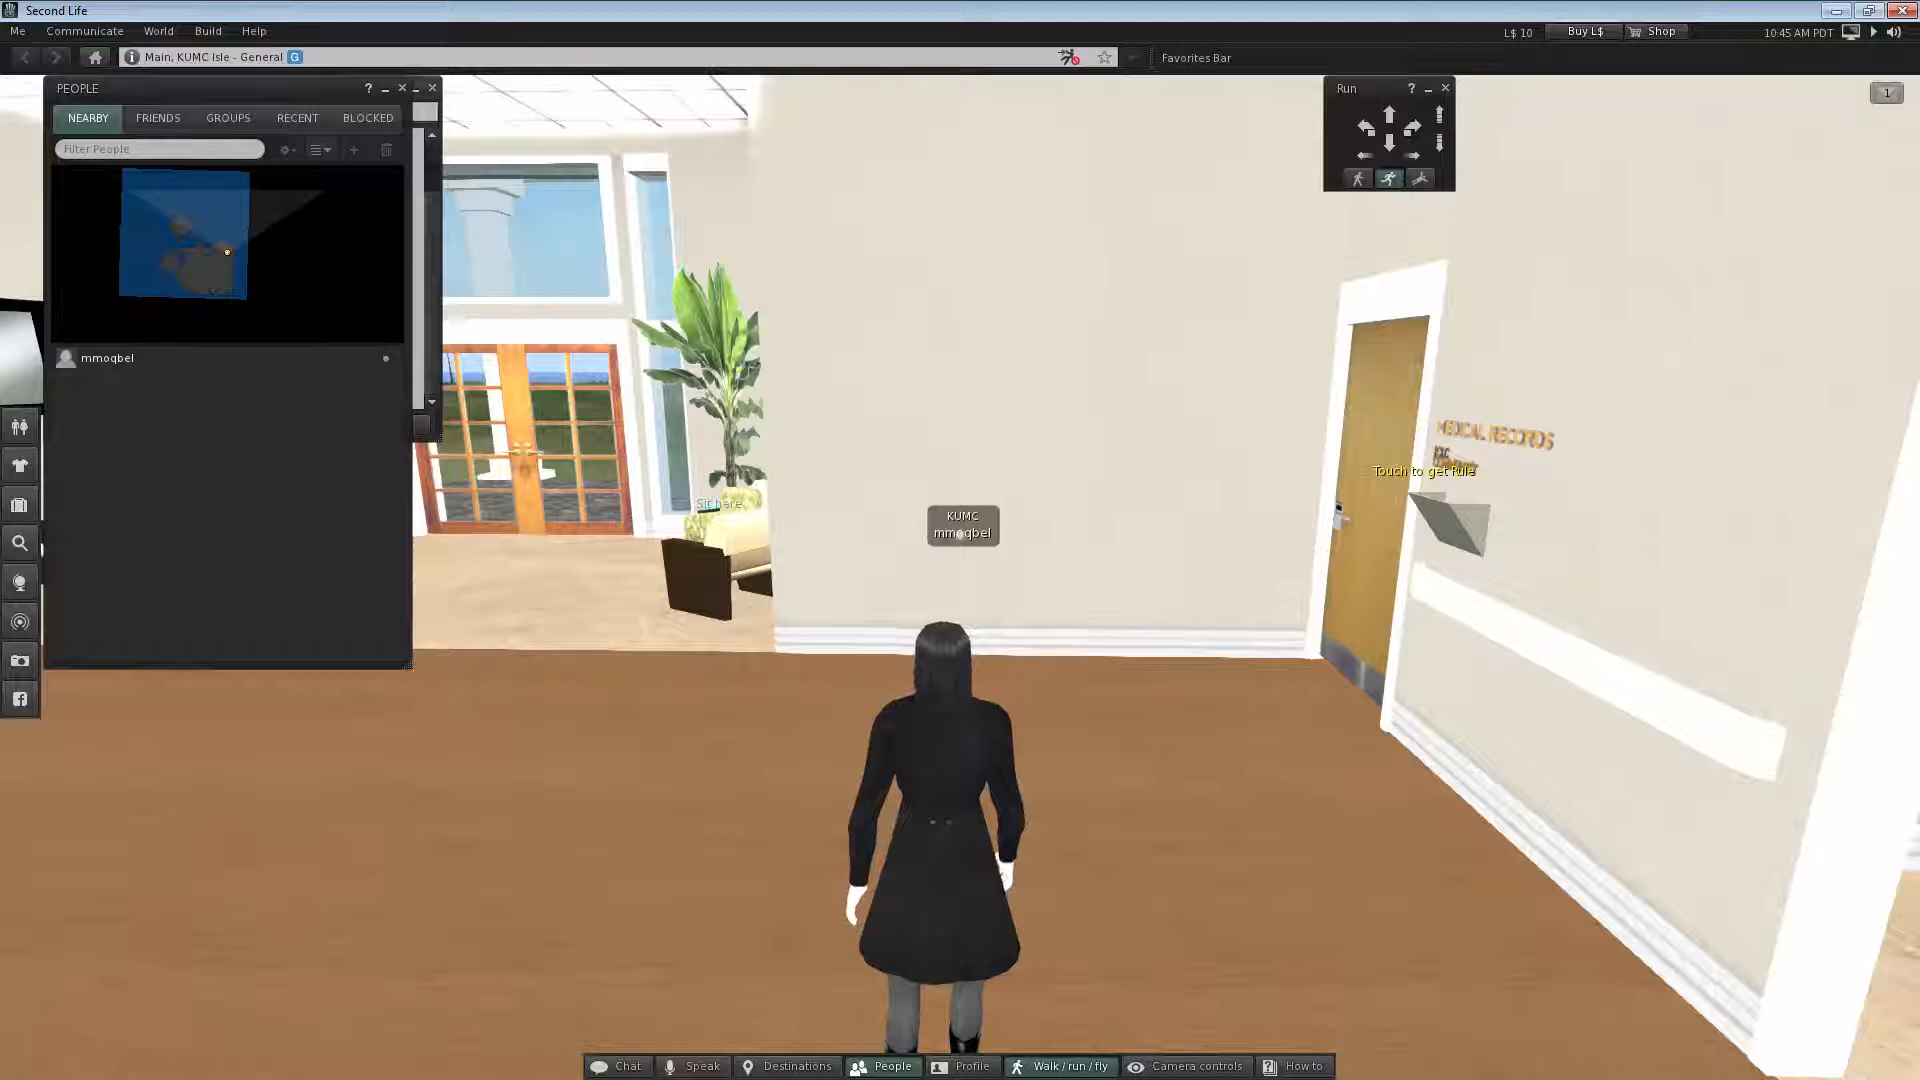 Second Life
Me Communicate World Build Help
L$ 10 Buy L$ Shop 10:45 AM PDT
Main, KUMC Isle - General G
Favorites Bar
PEOPLE ?
Run ?
1
NEARBY FRIENDS GROUPS RECENT BLOCKED
Filter People
mmoqbel
MEDICAL RECORDS
Touch to get Rule
Sit here
KUMC
mmoqbel
Chat Speak Destinations People Profile Walk / run / fly Camera controls How to